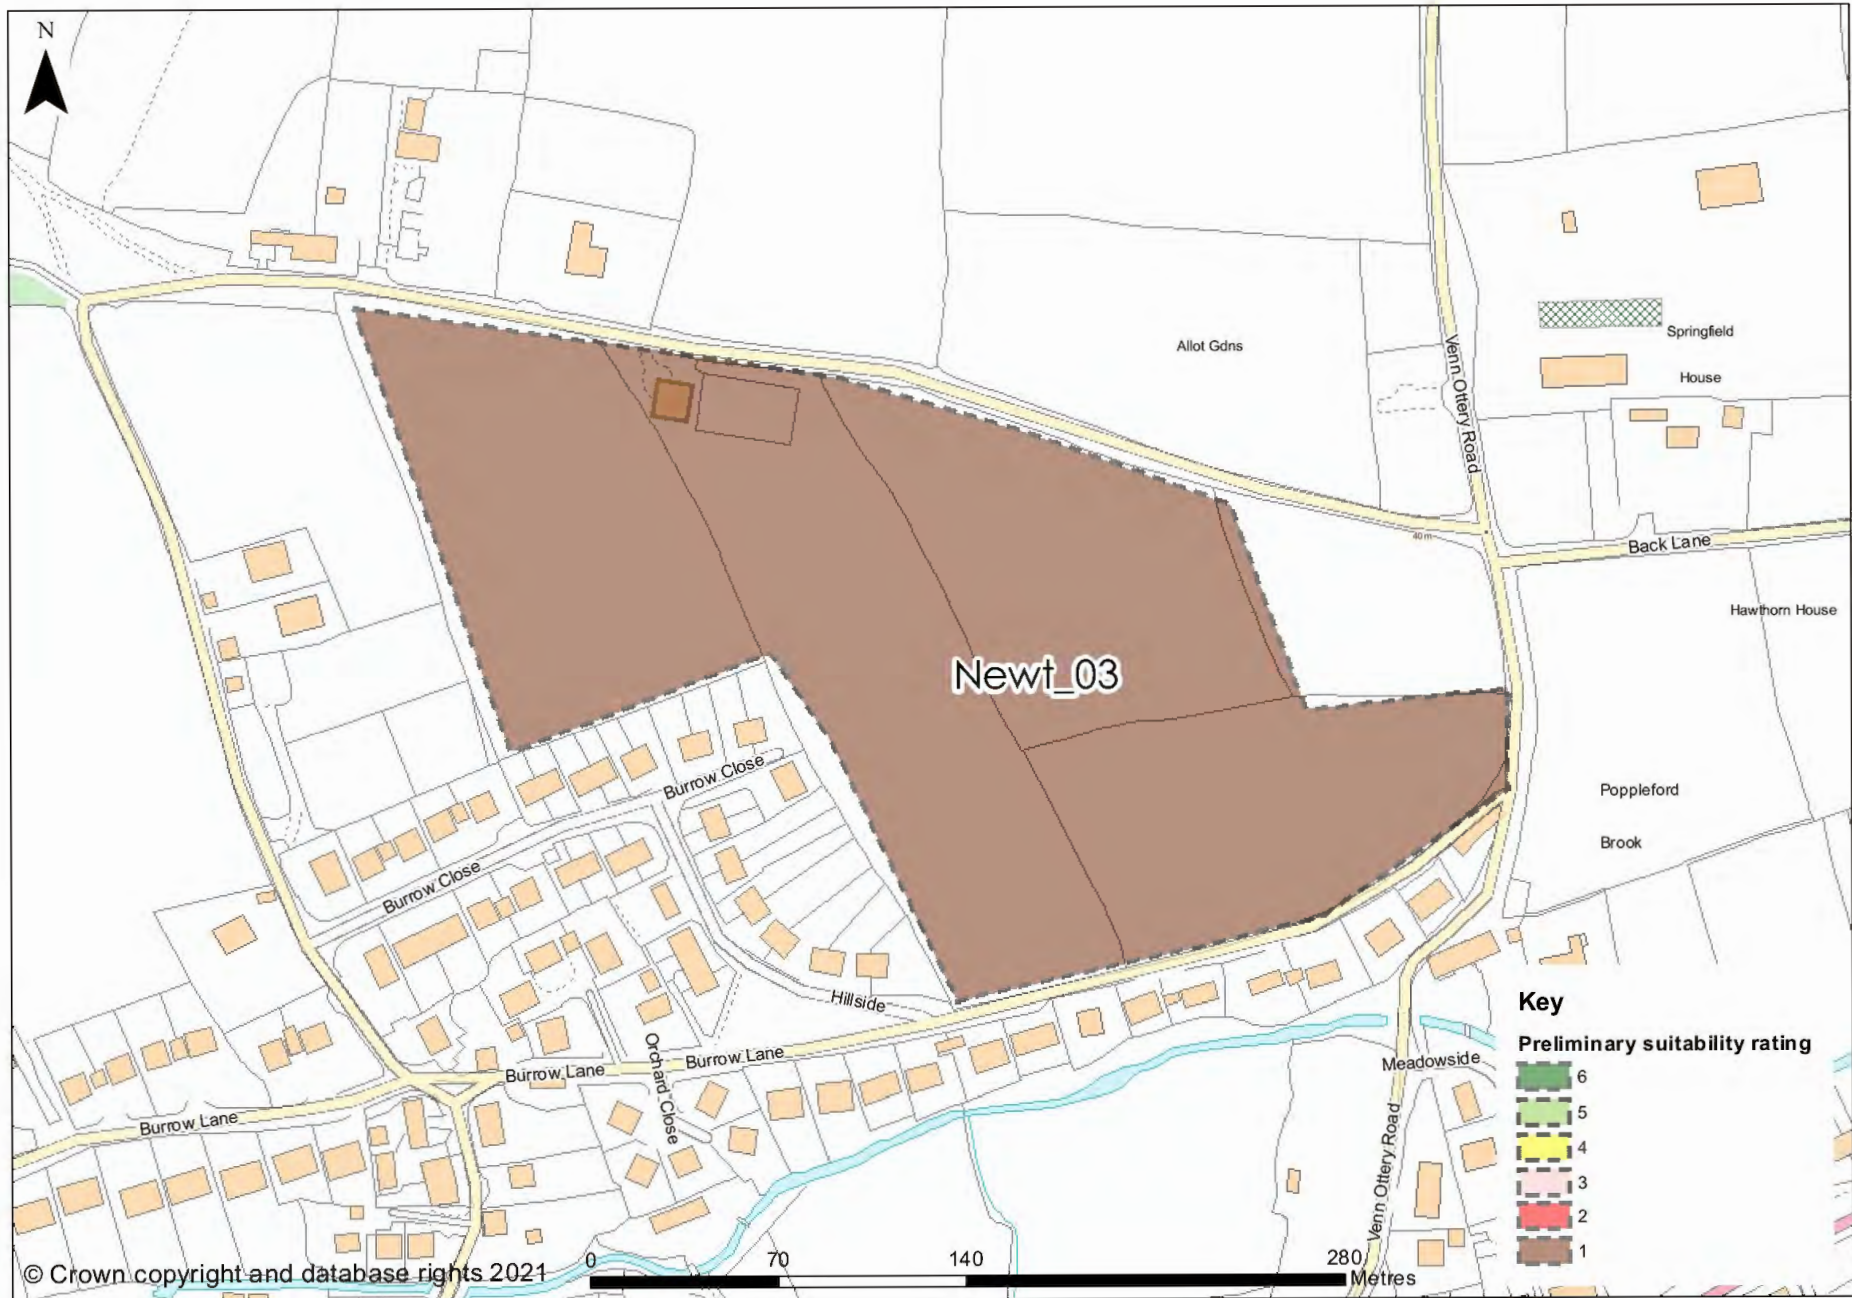 N
Allot Gdns
Venn Ottery Road
Springfield
House
40m
Back Lane
Hawthorn House
Newt_03
Poppleford
Brook
Burrow Close
Burrow Close
Hillside
Orchard Close
Burrow Lane
Burrow Lane
Burrow Lane
Meadowside
Venn Ottery Road
Key
Preliminary suitability rating
6
5
4
3
2
1
0 70 140 280
Metres
© Crown copyright and database rights 2021